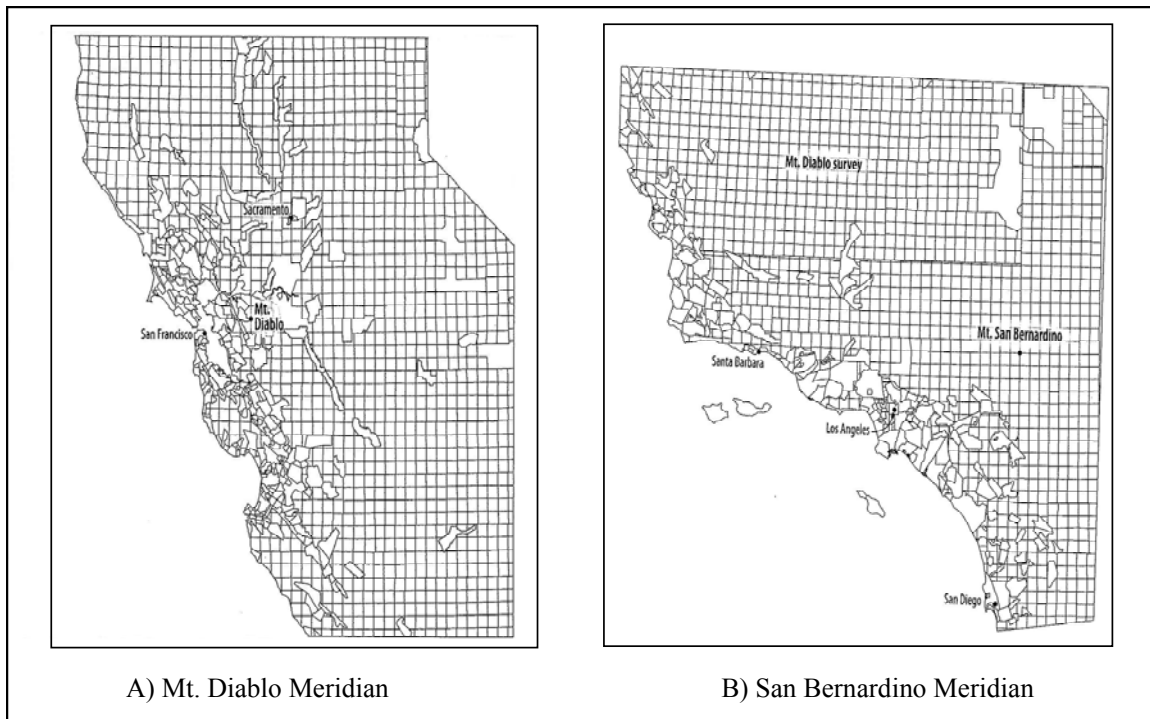 Sacramento
Mt.
Diablo
San Francisco
Mt. Diablo survey
Mt. San Bernardino
Santa Barbara
Los Angeles
San Diego
A) Mt. Diablo Meridian
B) San Bernardino Meridian